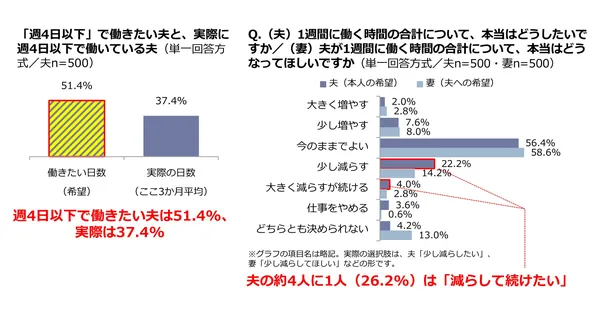 「週4日以下」で働きたい夫と、実際に
週4日以下で働いている夫（単一回答方
式／夫n=500）
51.4%
37.4%
働きたい日数
（希望）
実際の日数
（ここ3か月平均）
週4日以下で働きたい夫は51.4%、
実際は37.4%
Q.（夫）1週間に働く時間の合計について、本当はどうしたいで
すか／（妻）夫が1週間に働く時間の合計について、本当はどう
なってほしいですか（単一回答方式／夫n=500・妻n=500）
夫（本人の希望） 妻（夫への希望）
大きく増やす 2.0%
2.8%
少し増やす 7.6%
8.0%
今のままでよい 56.4%
58.6%
少し減らす 22.2%
14.2%
大きく減らすが続ける 4.0%
2.8%
仕事をやめる 3.6%
0.6%
どちらとも決められない 4.2%
13.0%
※グラフの項目名は略記。実際の選択肢は、夫「少し減らしたい」、
妻「少し減らしてほしい」などの形です。
夫の約4人に1人（26.2%）は「減らして続けたい」